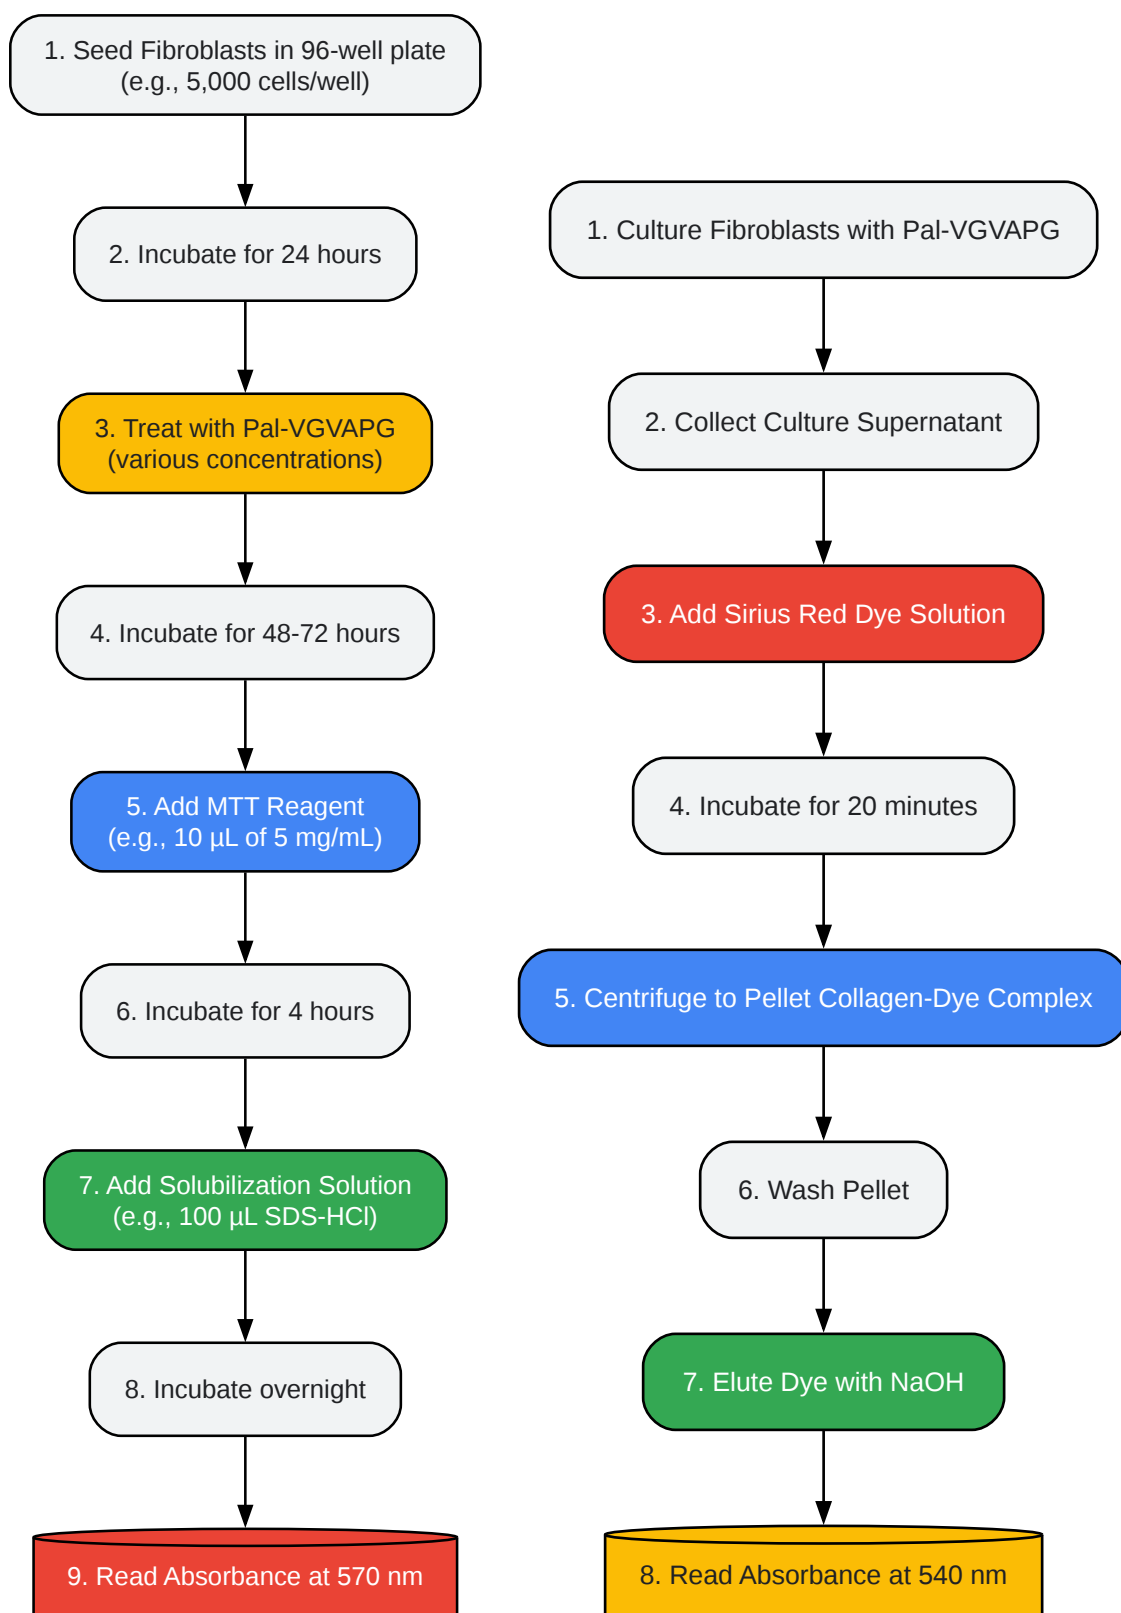 1. Seed Fibroblasts in 96-well plate
(e.g., 5,000 cells/well)
2. Incubate for 24 hours
3. Treat with Pal-VGVAPG
(various concentrations)
4. Incubate for 48-72 hours
5. Add MTT Reagent
(e.g., 10 µL of 5 mg/mL)
6. Incubate for 4 hours
7. Add Solubilization Solution
(e.g., 100 µL SDS-HCl)
8. Incubate overnight
9. Read Absorbance at 570 nm
1. Culture Fibroblasts with Pal-VGVAPG
2. Collect Culture Supernatant
3. Add Sirius Red Dye Solution
4. Incubate for 20 minutes
5. Centrifuge to Pellet Collagen-Dye Complex
6. Wash Pellet
7. Elute Dye with NaOH
8. Read Absorbance at 540 nm